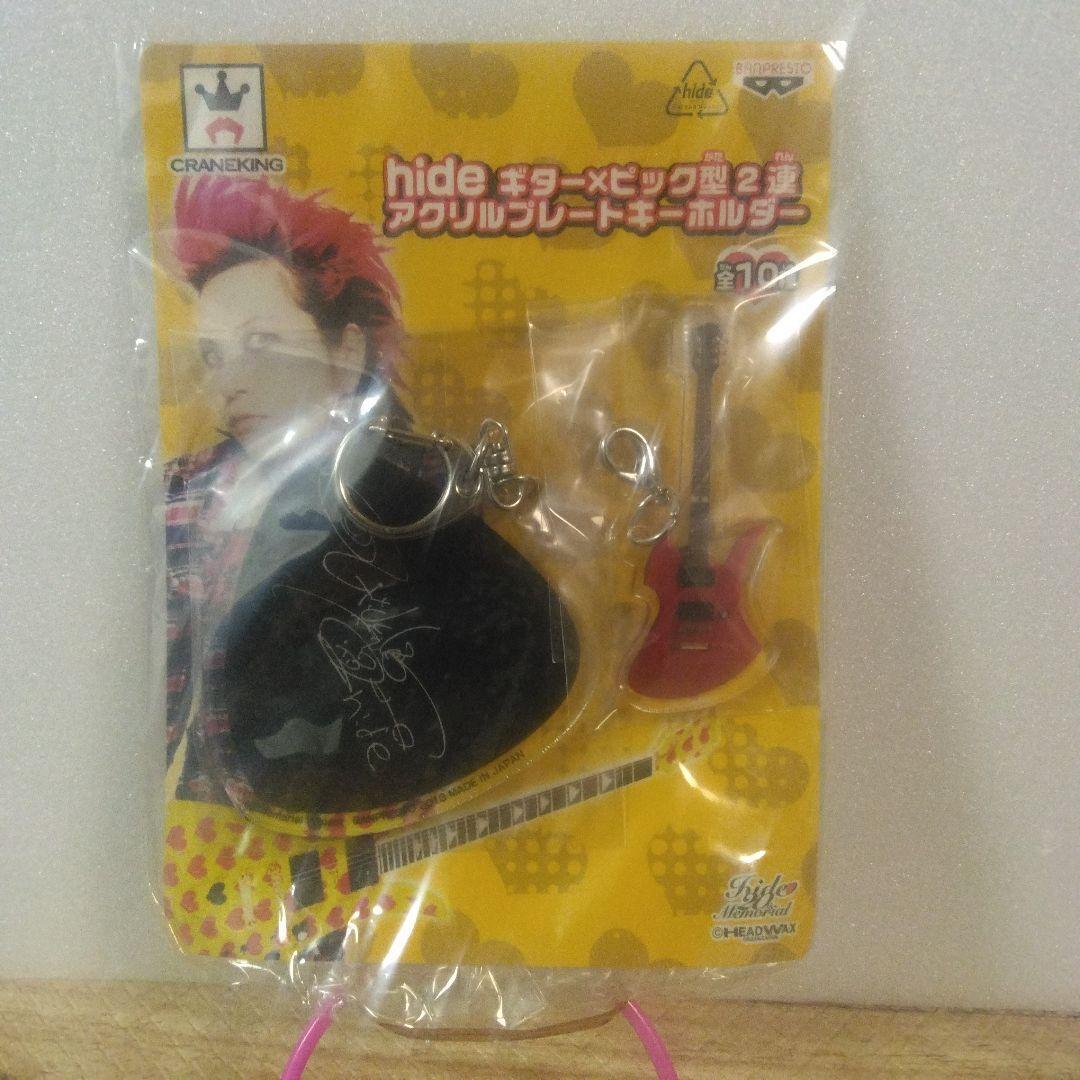 CRANEKING
hide
BANPRESTO
hide ギター×ピック型2連
アクリルプレートキーホルダー
全10種
MADE IN JAPAN
hide
20th
Memorial
©HEADWAX